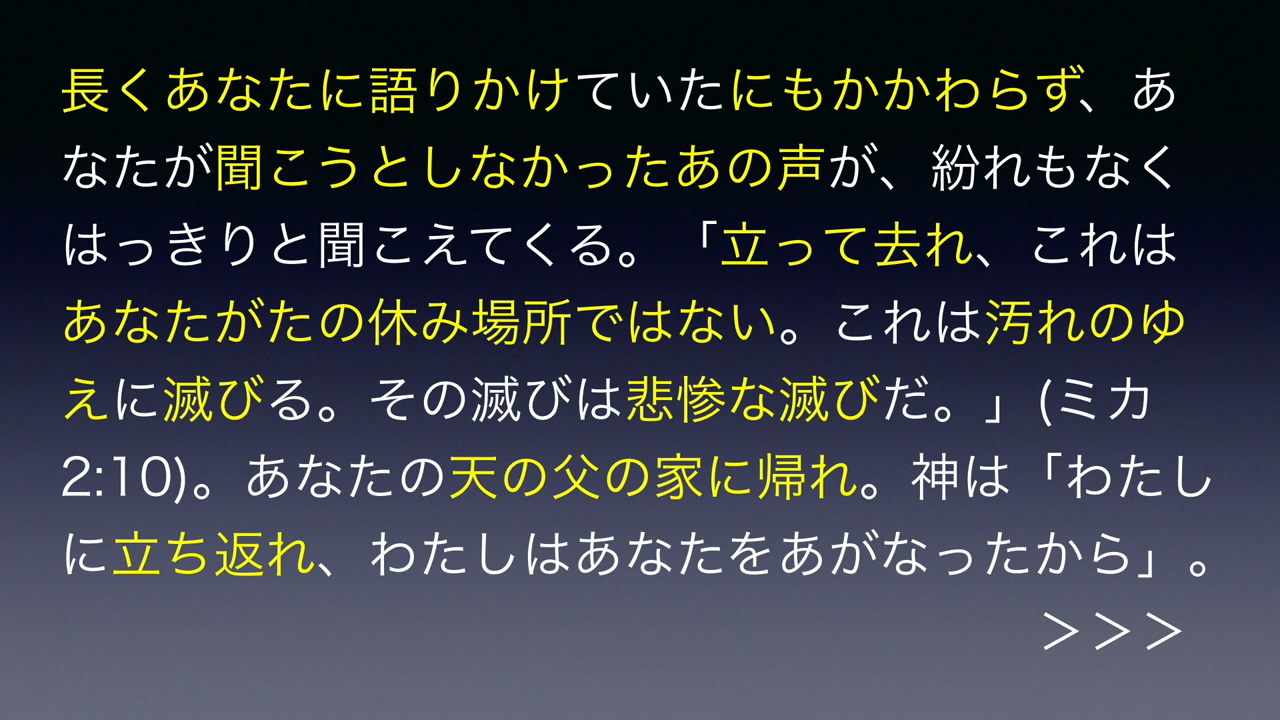 長くあなたに語りかけていたにもかかわらず、あ
なたが聞こうとしなかったあの声が、紛れもなく
はっきりと聞こえてくる。「立って去れ、これは
あなたがたの休み場所ではない。これは汚れのゆ
えに滅びる。その滅びは悲惨な滅びだ。」(ミカ
2:10)。あなたの天の父の家に帰れ。神は「わたし
に立ち返れ、わたしはあなたをあがなったから」。
＞＞＞